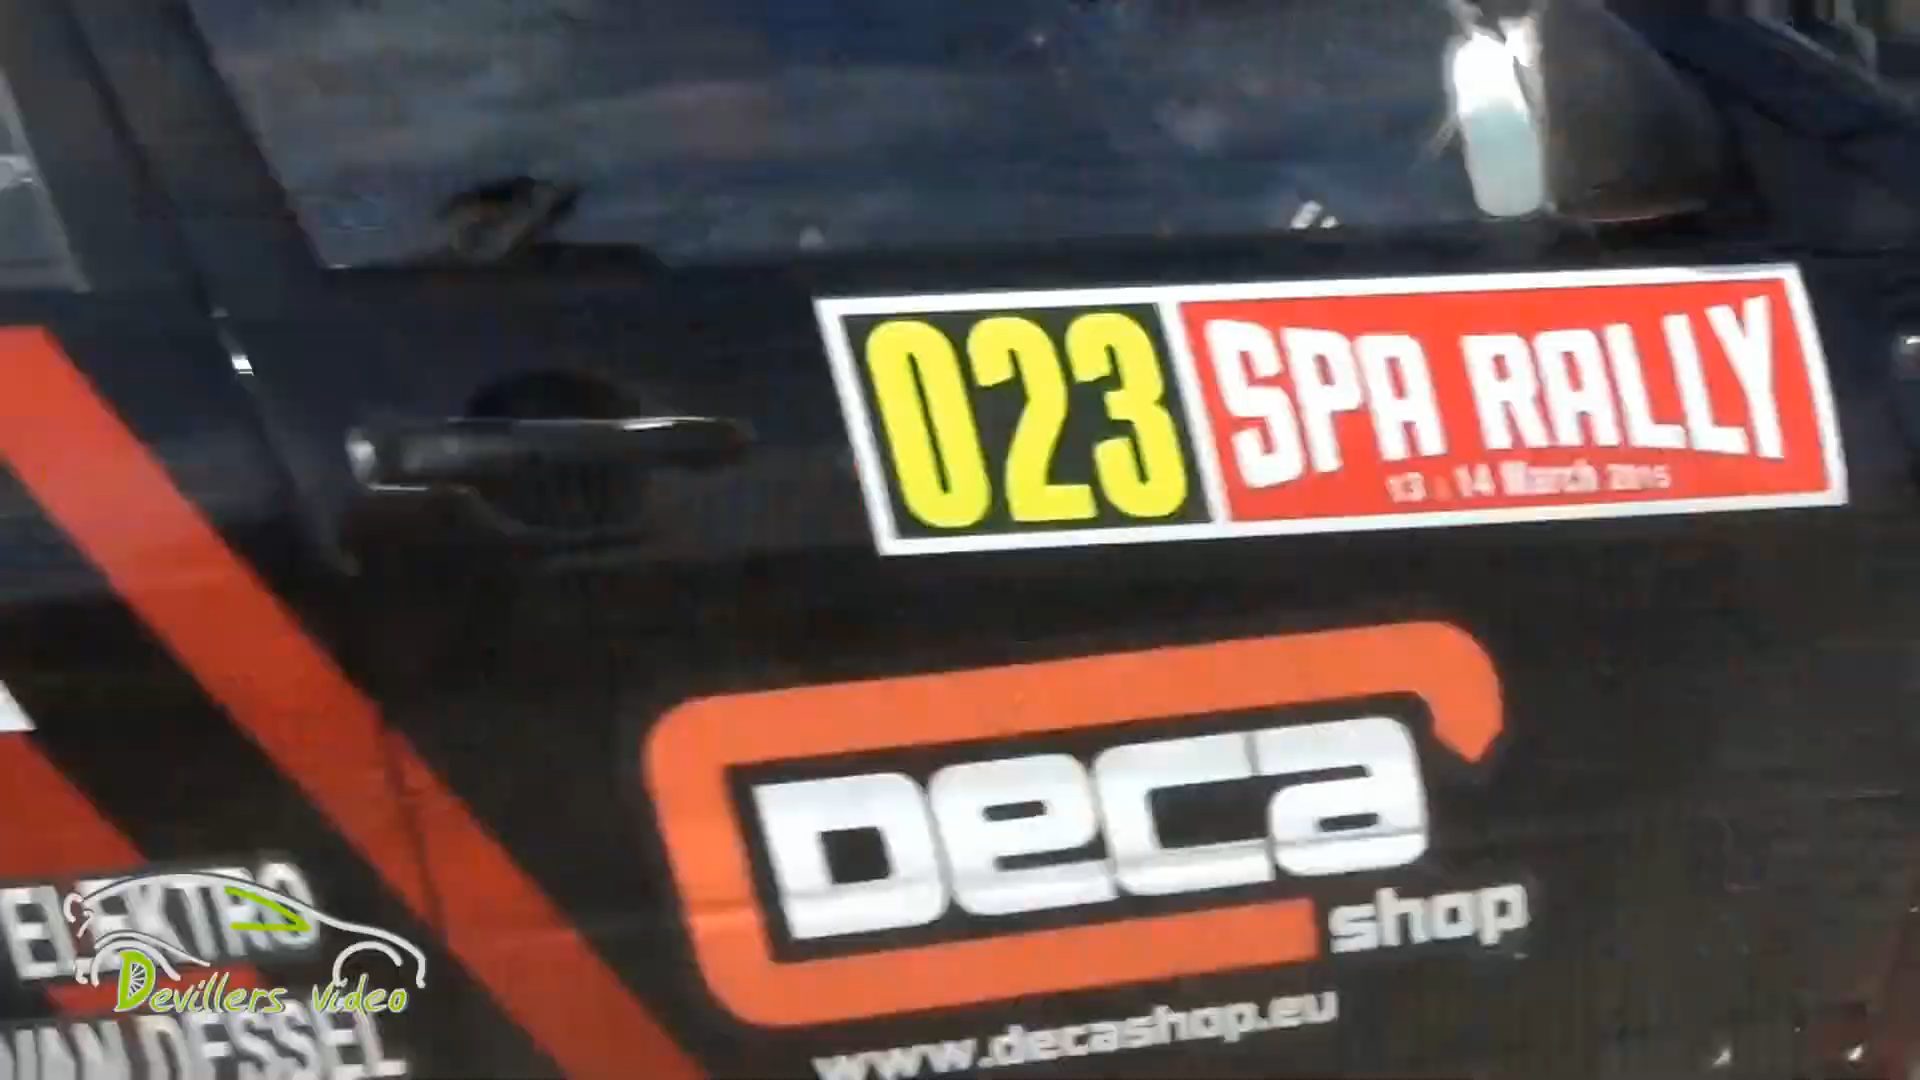 023 SPA RALLY
13 - 14 March 2015
Deca
shop
www.decashop.eu
ELEKTRO
VAN DESSEL
Devillers video